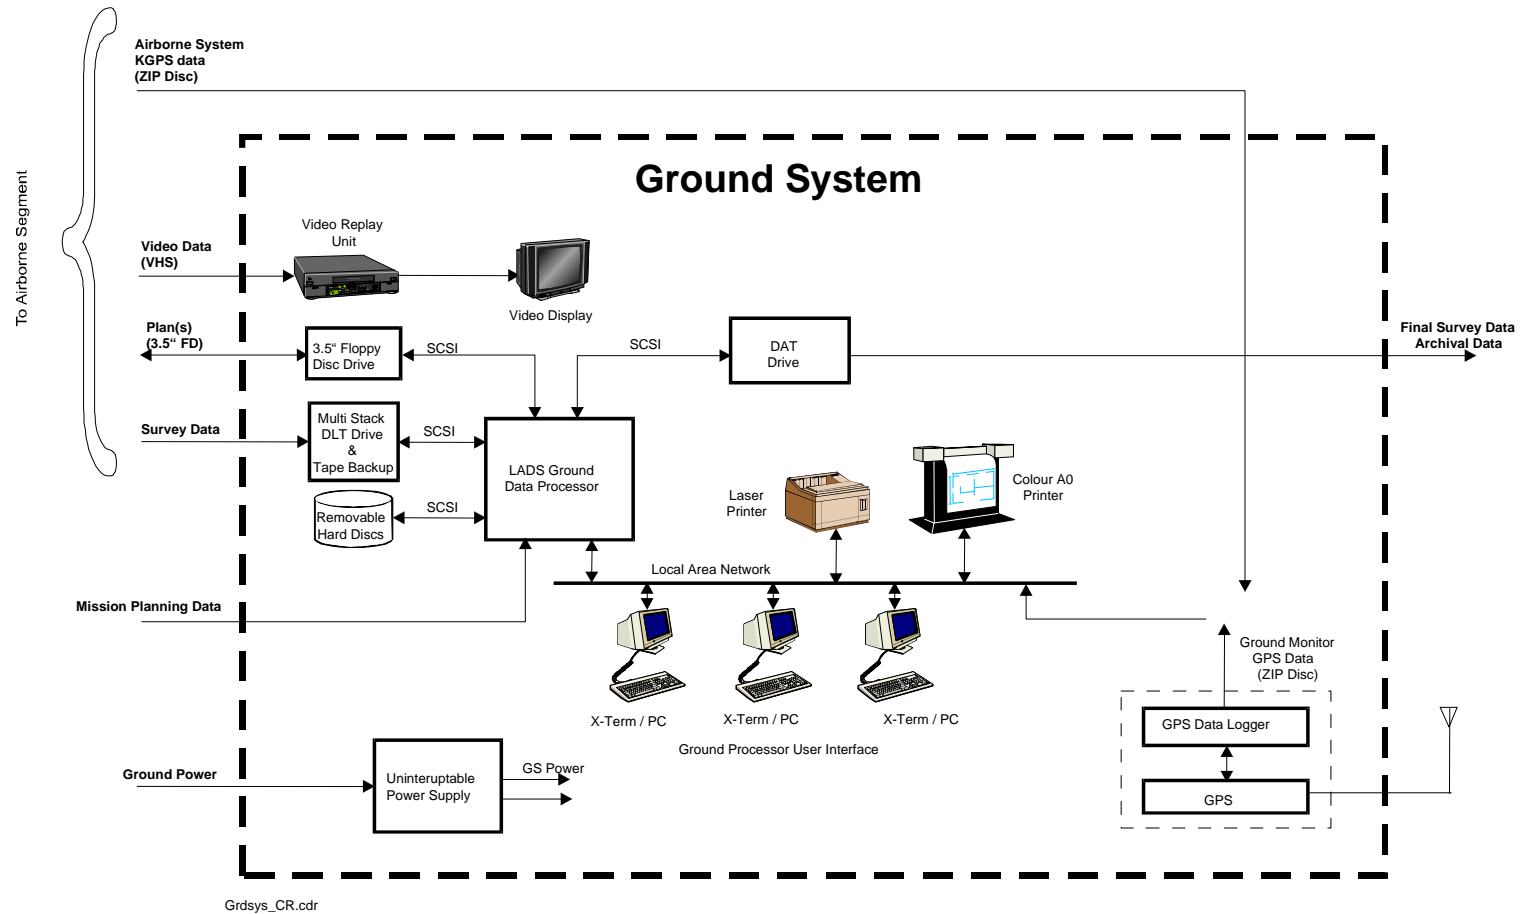 Airborne System
KGPS data
(ZIP Disc)
To Airborne Segment
Ground System
Video Replay
Unit
Video Data
(VHS)
Video Display
Plan(s)
(3.5“ FD)
3.5“ Floppy
Disc Drive
SCSI
SCSI
DAT
Drive
Final Survey Data
Archival Data
Survey Data
Multi Stack
DLT Drive
&
Tape Backup
SCSI
LADS Ground
Data Processor
Removable
Hard Discs
SCSI
Laser
Printer
Colour A0
Printer
Local Area Network
Mission Planning Data
X-Term / PC
X-Term / PC
X-Term / PC
Ground Processor User Interface
Ground Monitor
GPS Data
(ZIP Disc)
GPS Data Logger
GPS
Ground Power
Uninteruptable
Power Supply
GS Power
Grdsys_CR.cdr